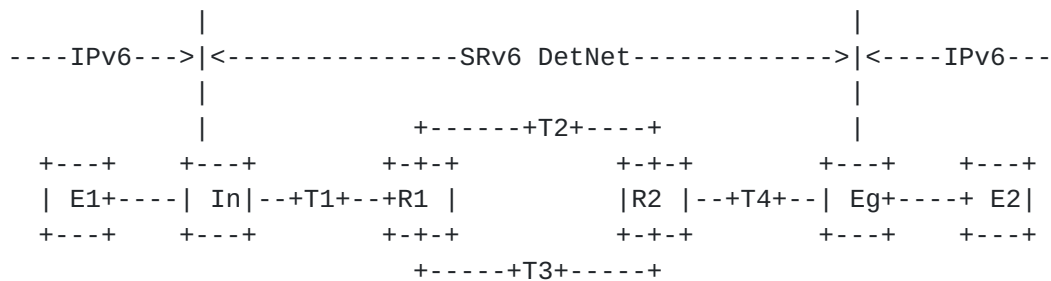 |                                          |
----IPv6--->|<---------------SRv6 DetNet------------->|<----IPv6---
|                                          |
|             +------+T2+----+             |
+---+    +---+        +-+-+          +-+-+        +---+    +---+
| E1+----| In|--+T1+--+R1 |          |R2 |--+T4+--| Eg+----+ E2|
+---+    +---+        +-+-+          +-+-+        +---+    +---+
+-----+T3+-----+